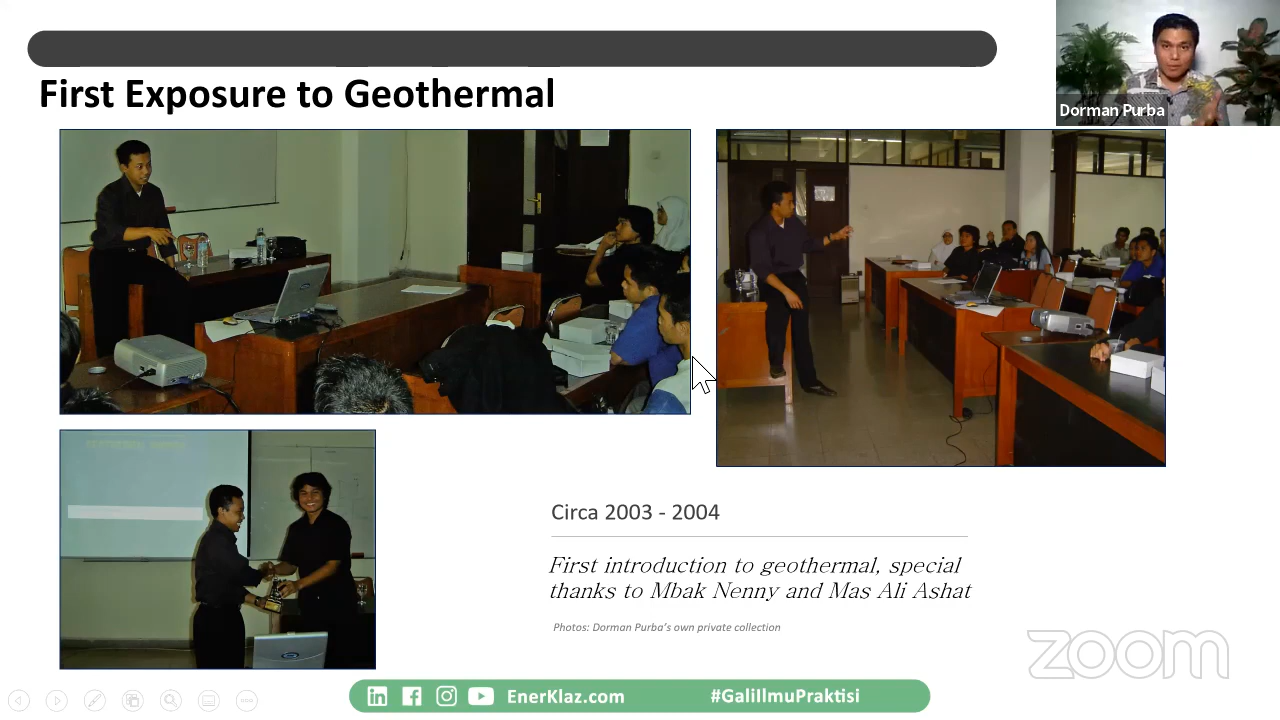 First Exposure to Geothermal
Dorman Purba
Circa 2003 - 2004
First introduction to geothermal, special
thanks to Mbak Nenny and Mas Ali Ashat
Photos: Dorman Purba's own private collection
zoom
EnerKlaz.com #GaliIlmuPraktisi